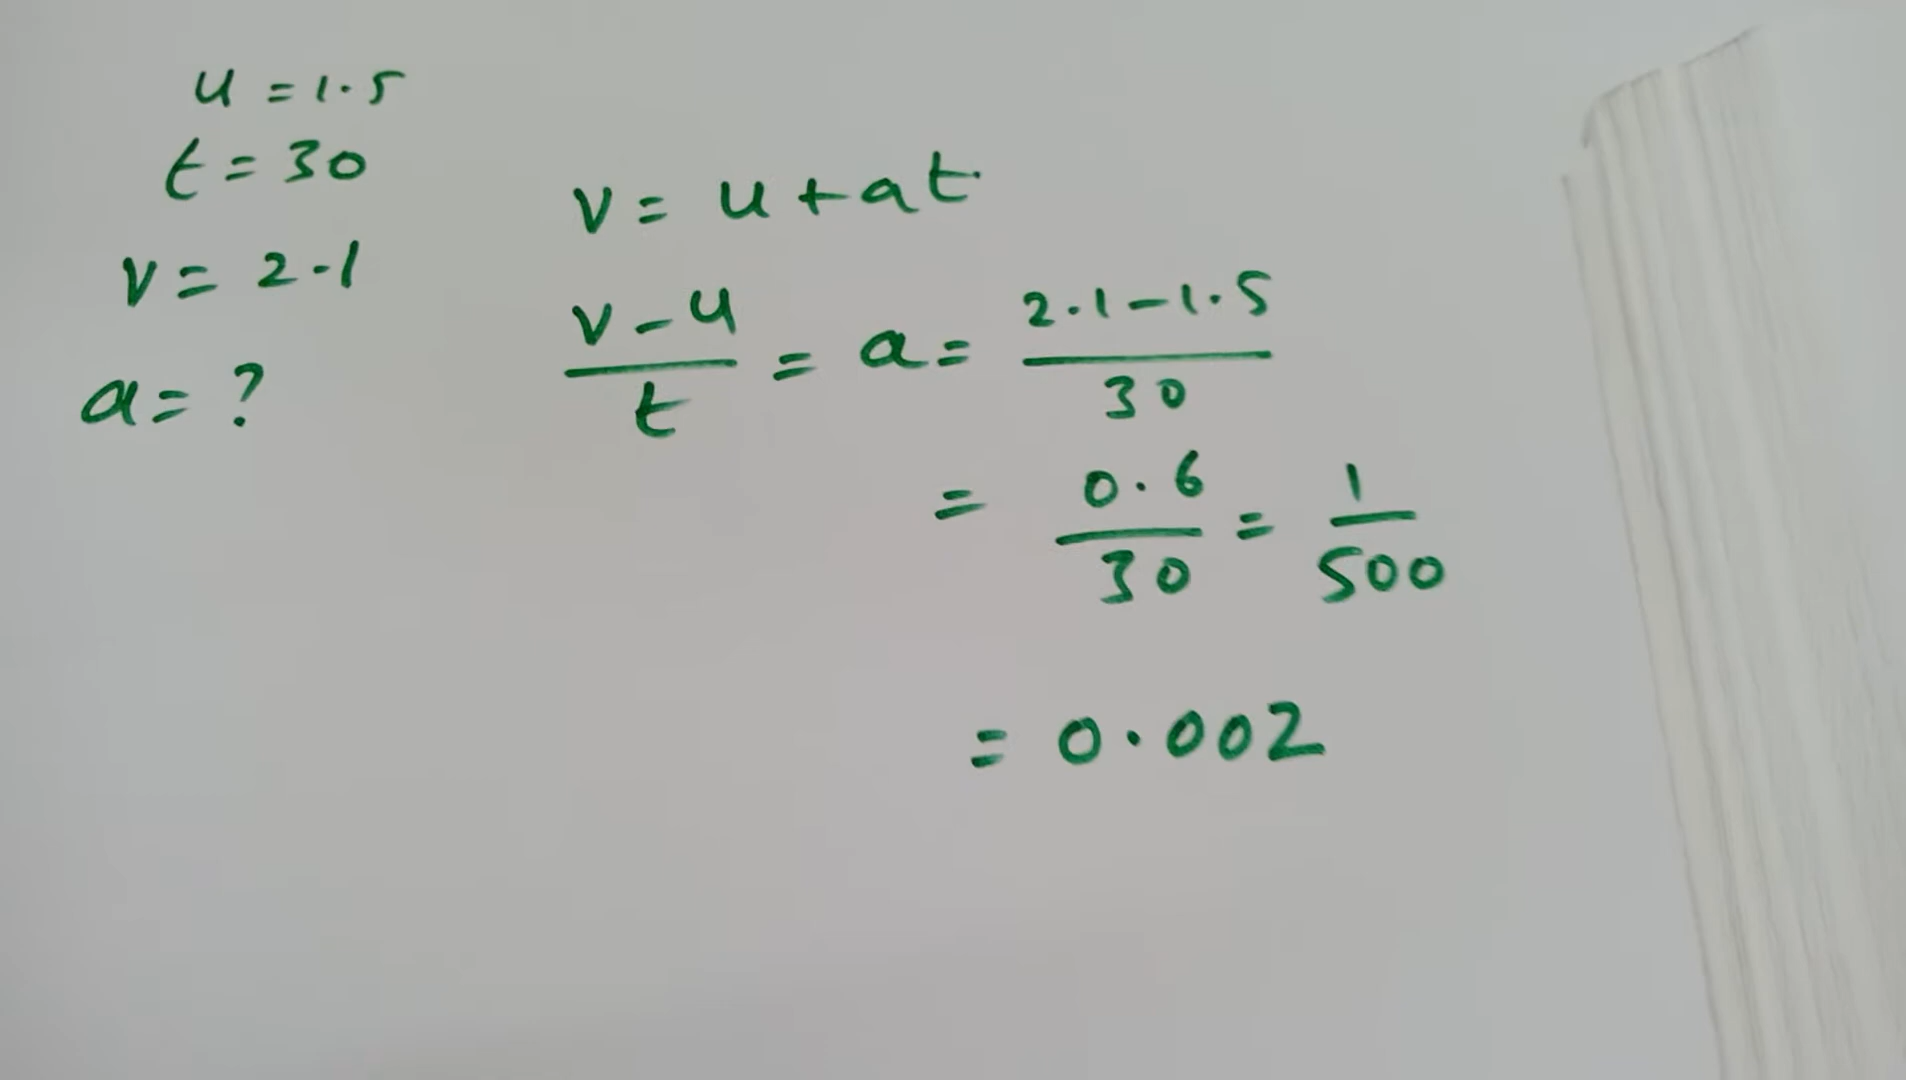 u = 1.5
t = 30
v = 2.1
a = ?
v = u + at
v - u / t = a = 2.1 - 1.5 / 30
= 0.6 / 30 = 1 / 500
= 0.002